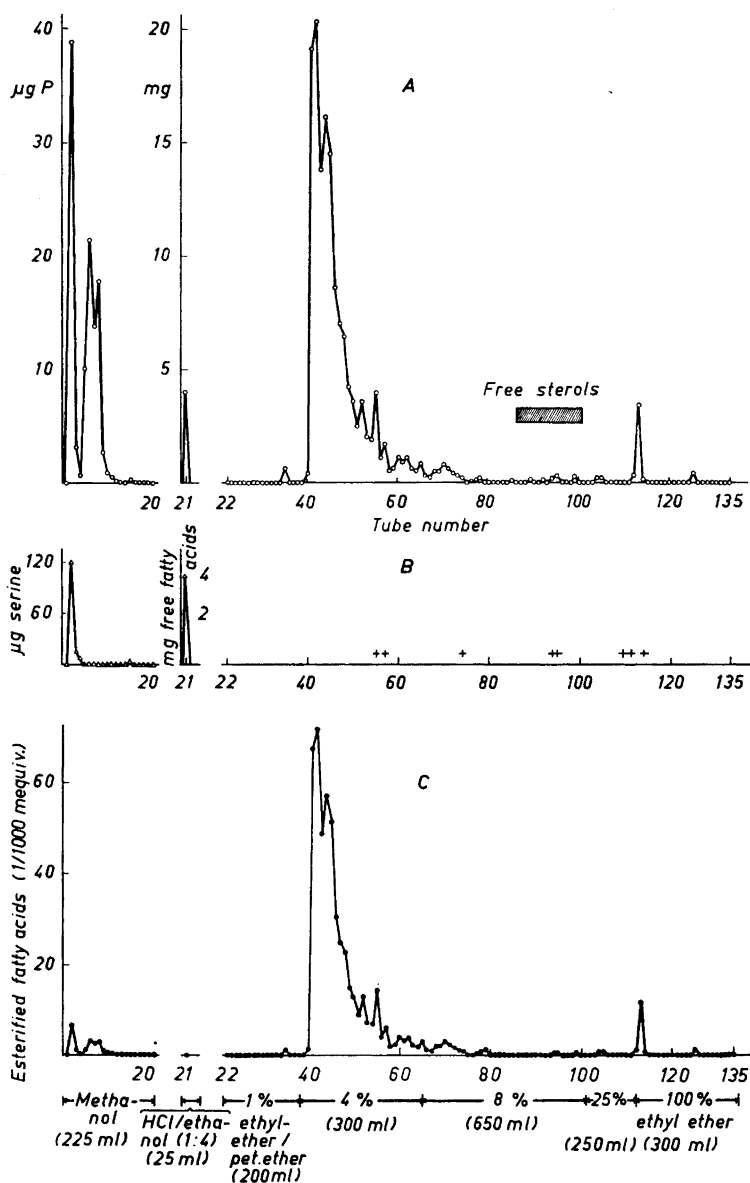 40
20
µg P
mg
A
30
15
20
10
10
5
Free sterols
20
21
22
40
60
80
100
120
135
Tube number
µg serine
120
60
mg free fatty acids
4
2
B
++
+
++
++ +
20
21
22
40
60
80
100
120
135
Esterified fatty acids (1/1000 mequiv.)
60
40
20
C
20
21
22
40
60
80
100
120
135
Metha-
nol
(225 ml)
HCl/etha-
nol (1:4)
(25 ml)
1 %
ethyl-
ether /
pet.ether
(200 ml)
4 %
(300 ml)
8 %
(650 ml)
25%
(250 ml)
100 %
ethyl ether
(300 ml)